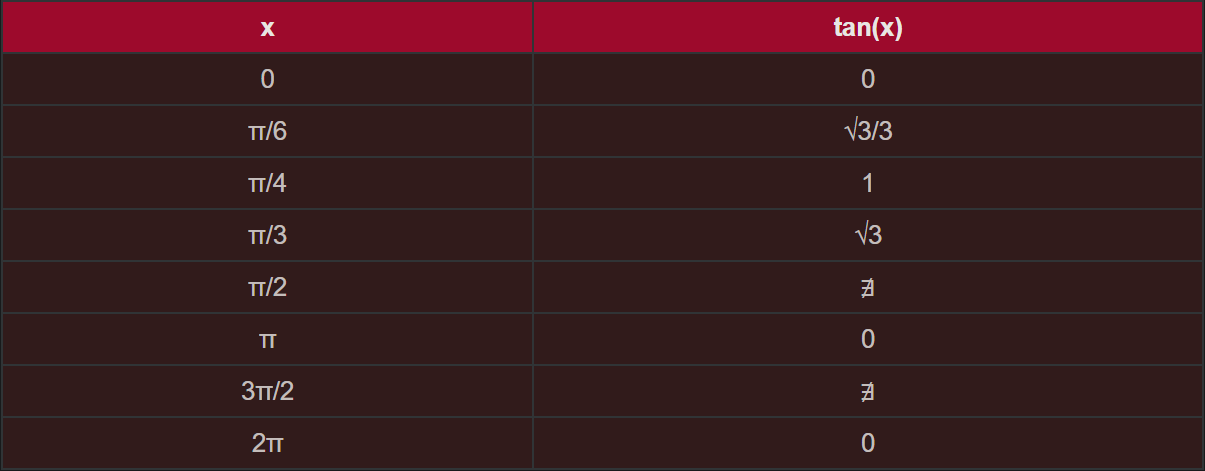 x tan(x)
0 0
π/6 √3/3
π/4 1
π/3 √3
π/2 ∄
π 0
3π/2 ∄
2π 0